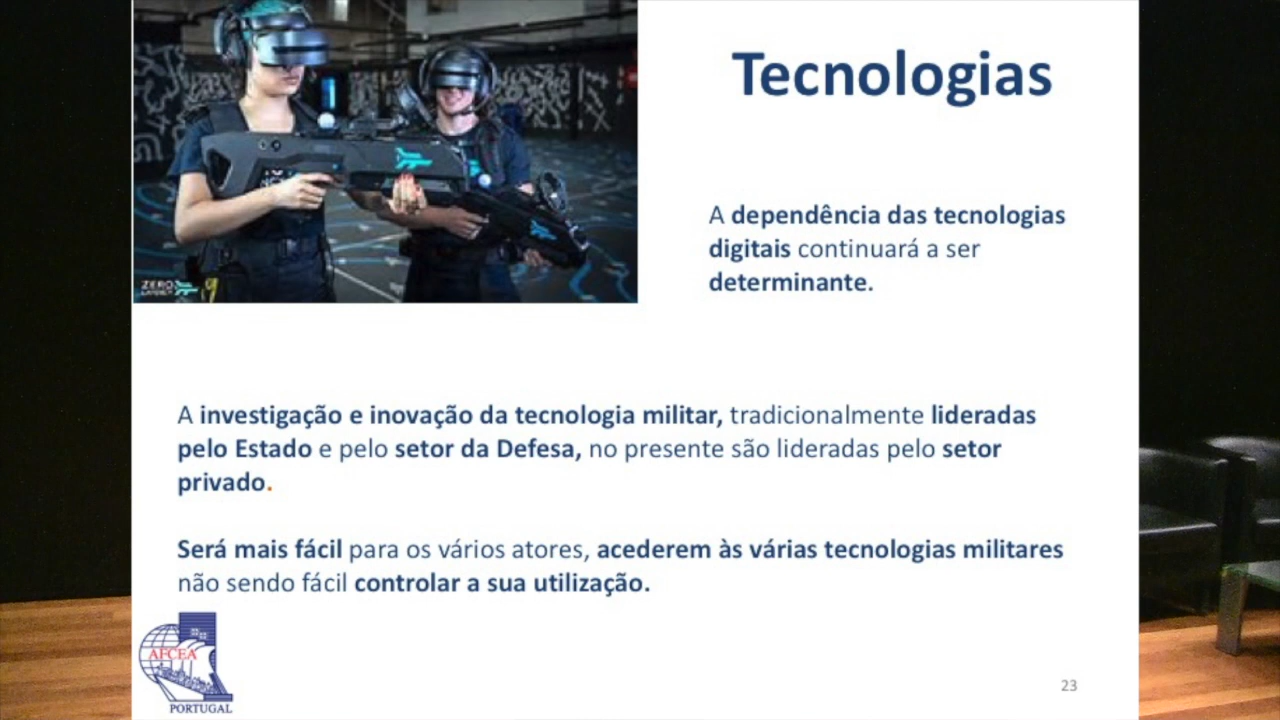 Tecnologias
A dependência das tecnologias
digitais continuará a ser
determinante.
ZERO
LATENCY
A investigação e inovação da tecnologia militar, tradicionalmente lideradas
pelo Estado e pelo setor da Defesa, no presente são lideradas pelo setor
privado.
Será mais fácil para os vários atores, acederem às várias tecnologias militares
não sendo fácil controlar a sua utilização.
AFCEA
PORTUGAL
23